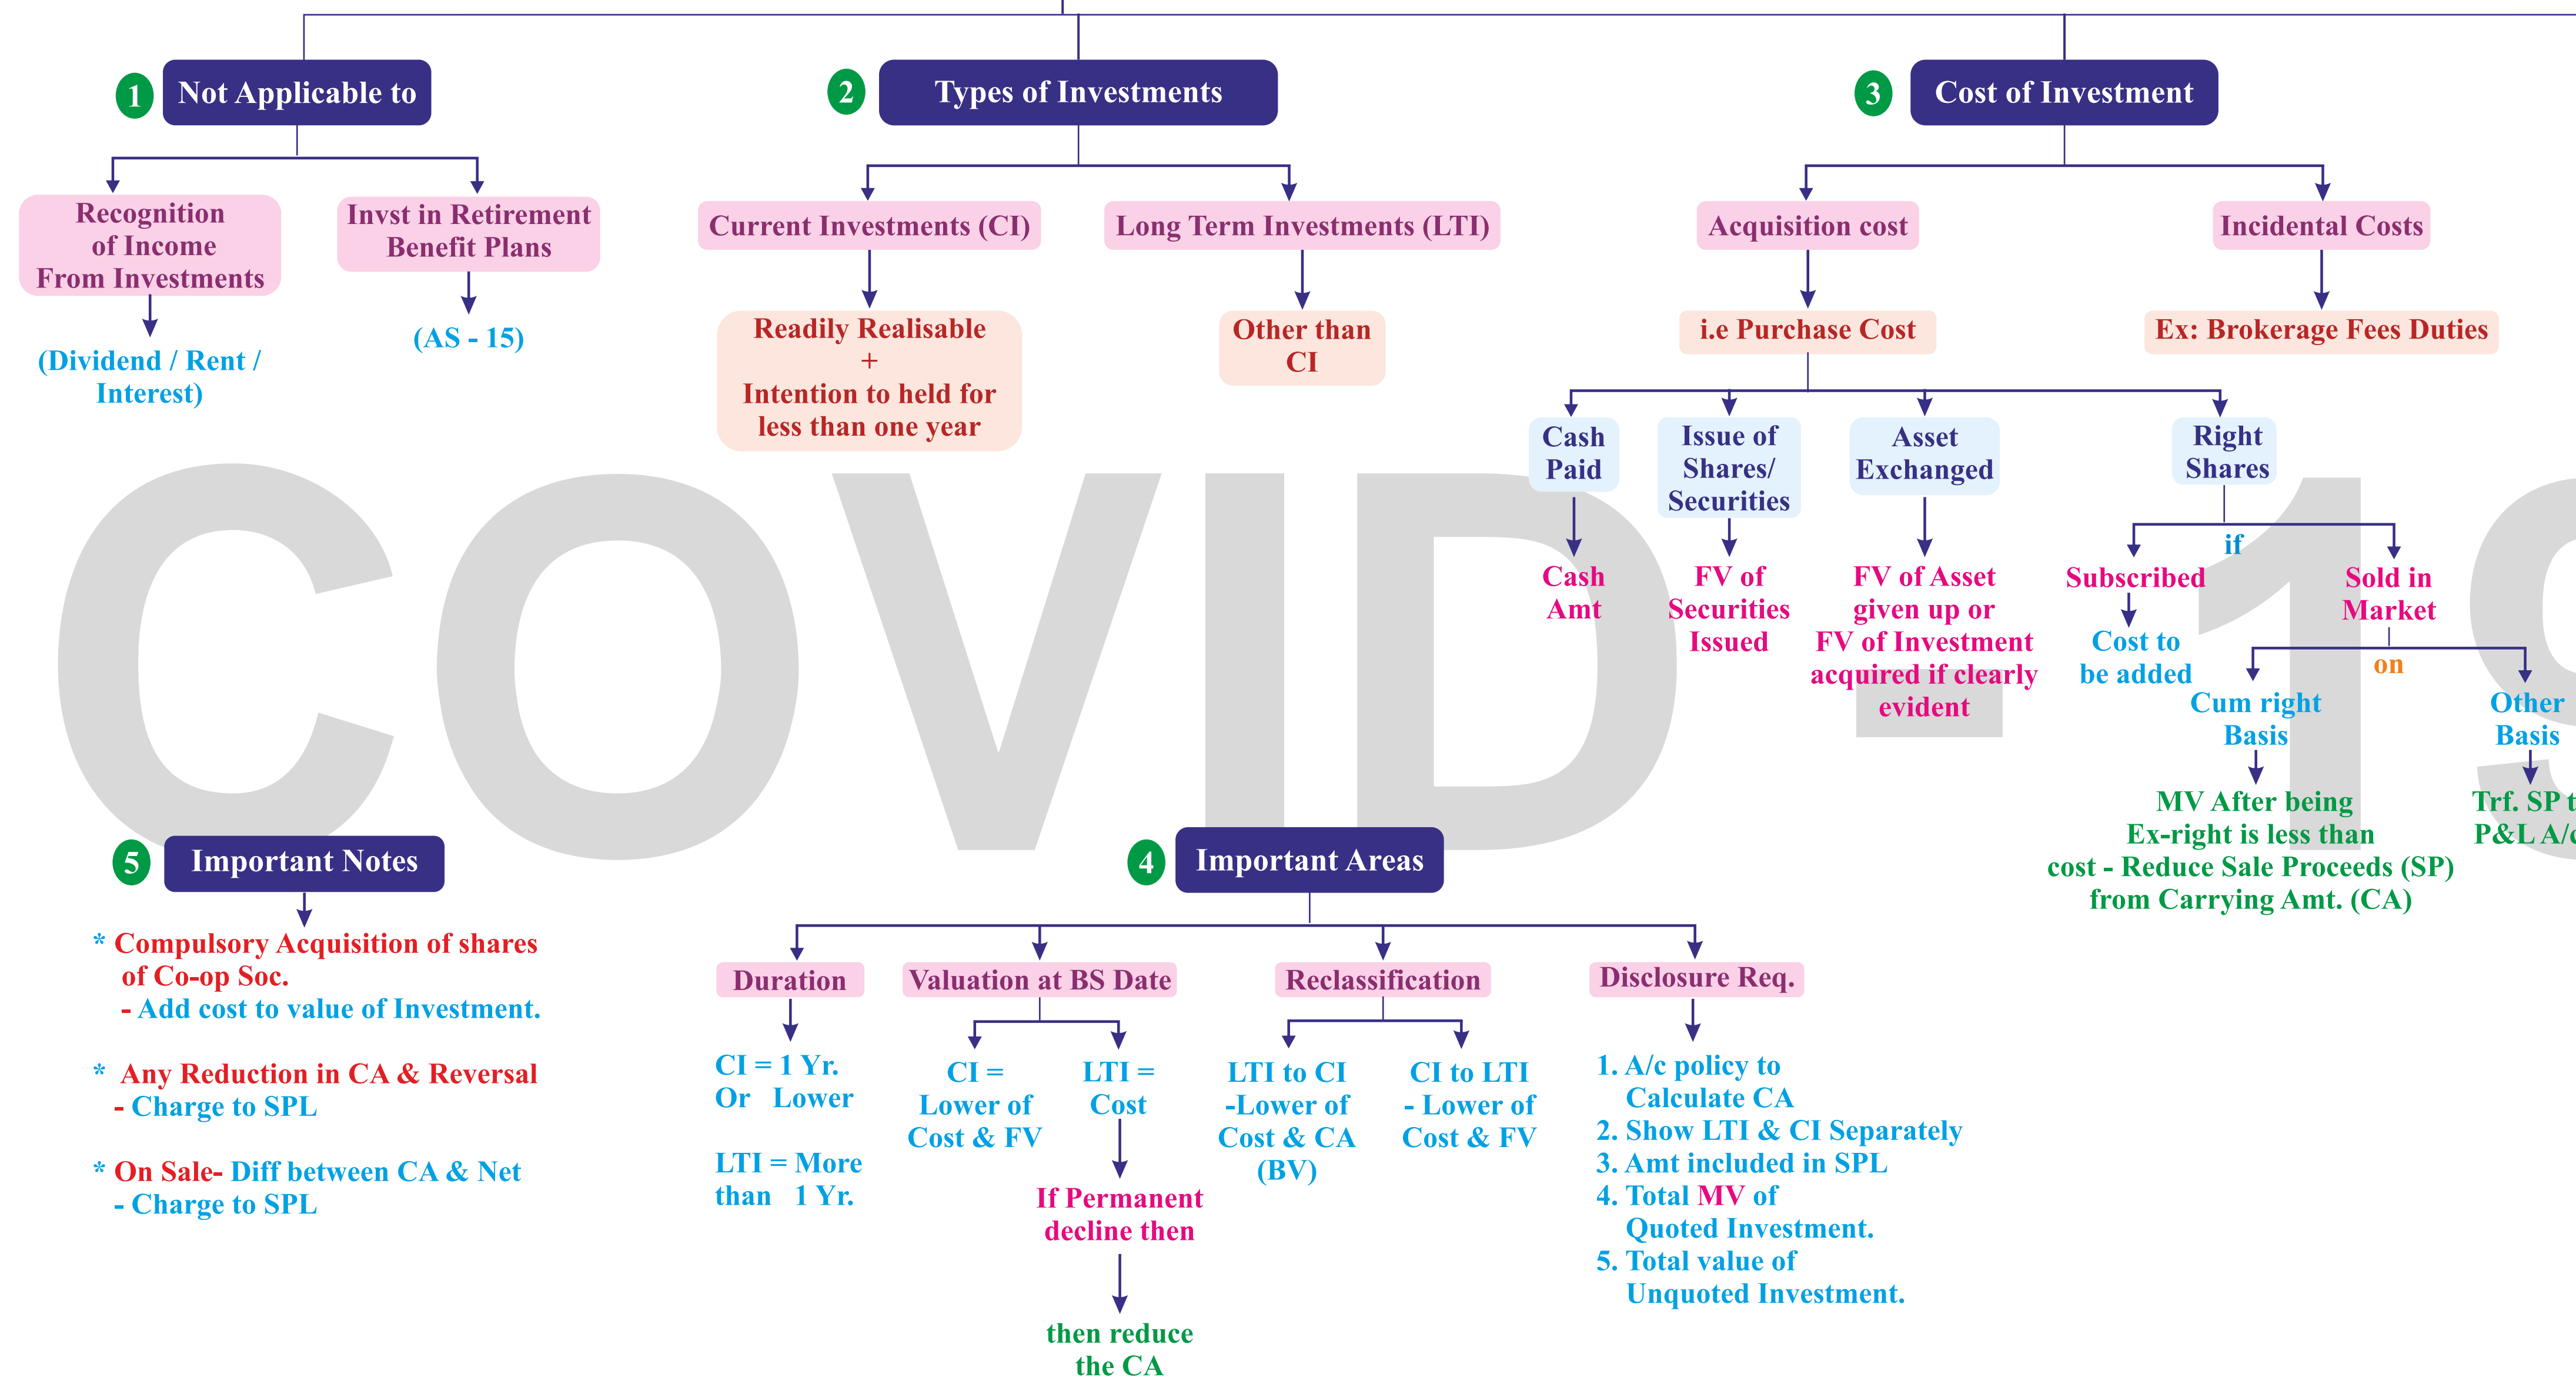 1
Not Applicable to
Recognition
of Income
From Investments
(Dividend / Rent /
Interest)
Invst in Retirement
Benefit Plans
(AS - 15)
2
Types of Investments
Current Investments (CI)
Readily Realisable
+
Intention to held for
less than one year
Long Term Investments (LTI)
Other than
CI
3
Cost of Investment
Acquisition cost
i.e Purchase Cost
Incidental Costs
Ex: Brokerage Fees Duties
Cash
Paid
Cash
Amt
Issue of
Shares/
Securities
FV of
Securities
Issued
Asset
Exchanged
FV of Asset
given up or
FV of Investment
acquired if clearly
evident
Right
Shares
if
Subscribed
Cost to
be added
Sold in
Market
on
Cum right
Basis
MV After being
Ex-right is less than
cost - Reduce Sale Proceeds (SP)
from Carrying Amt. (CA)
Other
Basis
Trf. SP
P&L A/c
COVID - 19
4
Important Areas
Duration
CI = 1 Yr.
Or Lower
LTI = More
than 1 Yr.
Valuation at BS Date
CI =
Lower of
Cost & FV
LTI =
Cost
If Permanent
decline then
then reduce
the CA
Reclassification
LTI to CI
-Lower of
Cost & CA
(BV)
CI to LTI
- Lower of
Cost & FV
Disclosure Req.
1. A/c policy to
Calculate CA
2. Show LTI & CI Separately
3. Amt included in SPL
4. Total MV of
Quoted Investment.
5. Total value of
Unquoted Investment.
5
Important Notes
* Compulsory Acquisition of shares
of Co-op Soc.
- Add cost to value of Investment.
* Any Reduction in CA & Reversal
- Charge to SPL
* On Sale- Diff between CA & Net
- Charge to SPL